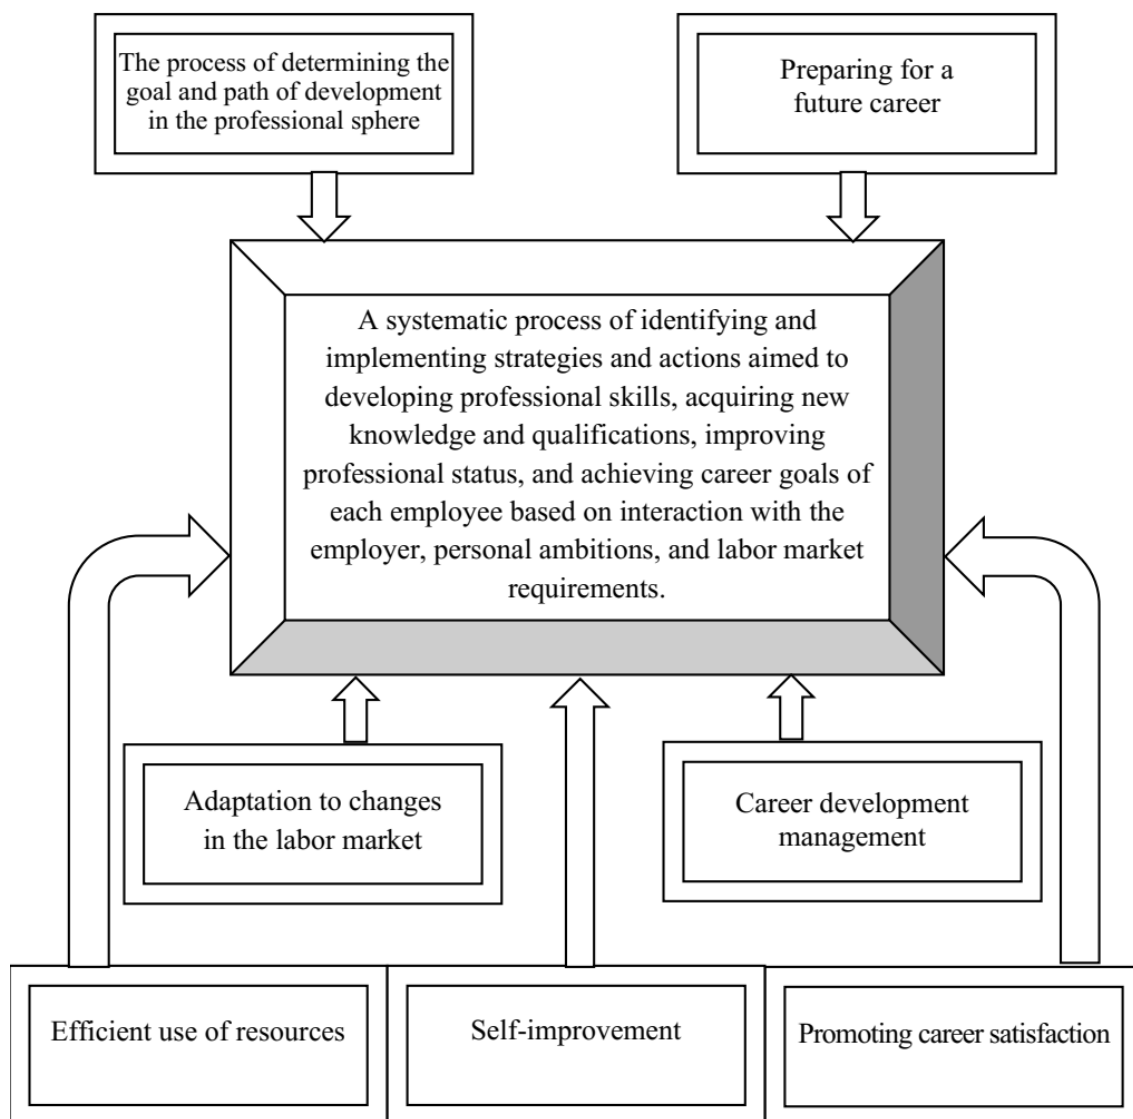 The process of determining the
goal and path of development
in the professional sphere
Preparing for a
future career
A systematic process of identifying and
implementing strategies and actions aimed to
developing professional skills, acquiring new
knowledge and qualifications, improving
professional status, and achieving career goals of
each employee based on interaction with the
employer, personal ambitions, and labor market
requirements.
Adaptation to changes
in the labor market
Career development
management
Efficient use of resources
Self-improvement
Promoting career satisfaction